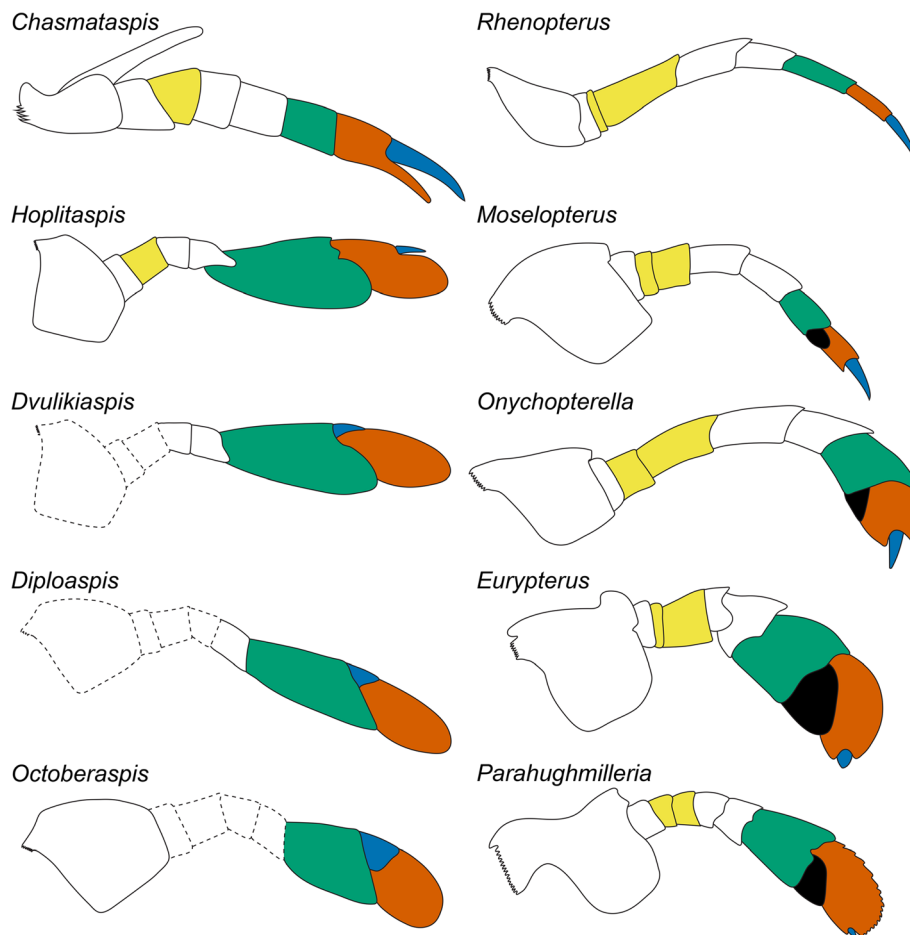 Chasmataspis
Rhenopterus
Hoplitaspis
Moselopterus
Dvulikiaspis
Onychopterella
Diploaspis
Eurypterus
Octoberaspis
Parahughmilleria